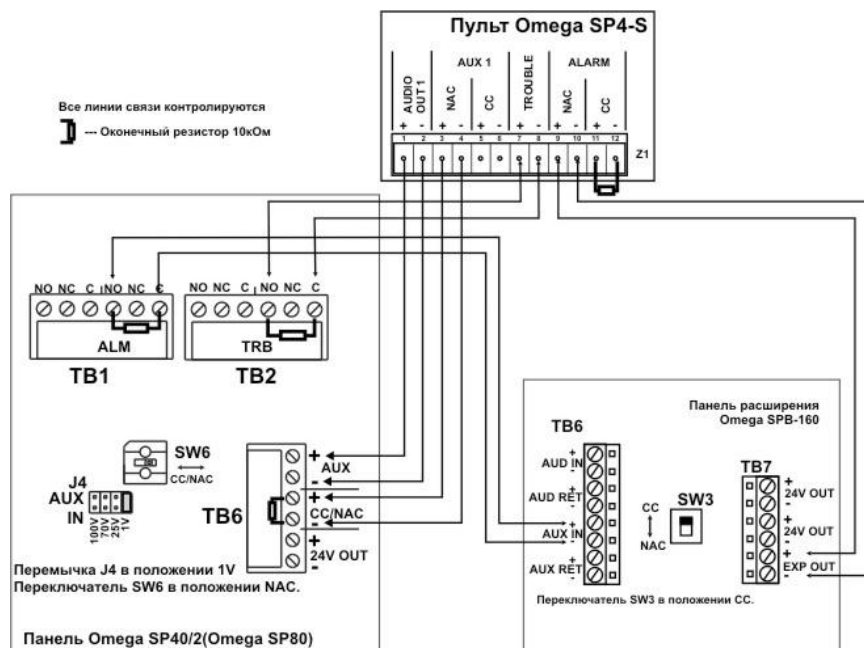 Пульт Omega SP4-S
AUDIO OUT 1
AUX 1
NAC
CC
TROUBLE
ALARM
NAC
CC
+ - + - + - + - + - + -
1 2 3 4 5 6 7 8 9 10 11 12
Z1
Все линии связи контролируются
--- Оконечный резистор 10кОм
NO NC C NO NC C
ALM
TB1
NO NC C NO NC C
TRB
TB2
SW6
CC/NAC
J4
AUX
IN
100V
70V
25V
1V
TB6
+
AUX
-
+
CC/NAC
-
+
24V OUT
-
Перемычка J4 в положении 1V
Переключатель SW6 в положении NAC.
Панель Omega SP40/2(Omega SP80)
Панель расширения
Omega SPB-160
TB6
+
AUD IN
-
+
AUD RET
-
+
AUX IN
-
+
AUX RET
-
CC
NAC
SW3
TB7
+
24V OUT
-
+
24V OUT
-
+
EXP OUT
-
Переключатель SW3 в положении CC.